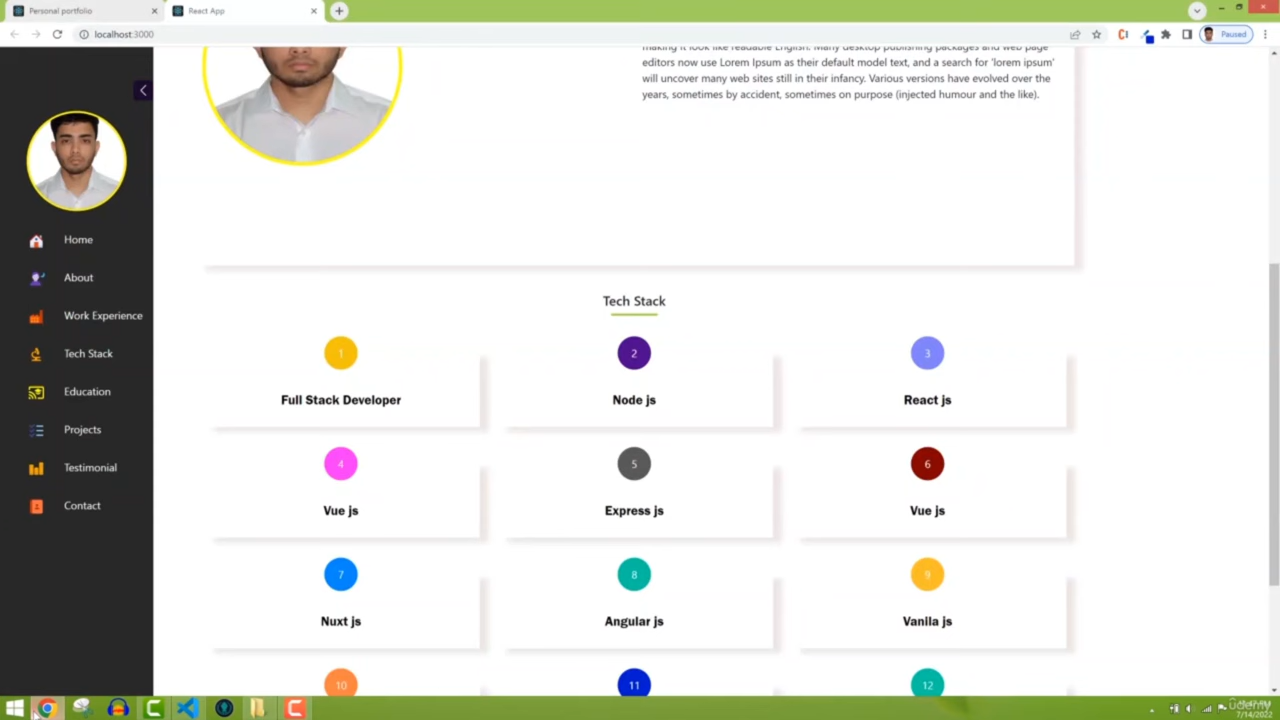 Personal portfolio
React App
localhost:3000
Paused
making it look like readable English. Many desktop publishing packages and web page
editors now use Lorem Ipsum as their default model text, and a search for 'lorem ipsum'
will uncover many web sites still in their infancy. Various versions have evolved over the
years, sometimes by accident, sometimes on purpose (injected humour and the like).
Home
About
Work Experience
Tech Stack
Education
Projects
Testimonial
Contact
Tech Stack
1
2
3
Full Stack Developer
Node js
React js
4
5
6
Vue js
Express js
Vue js
7
8
9
Nuxt js
Angular js
Vanila js
10
11
12
Udemy
7/14/2022